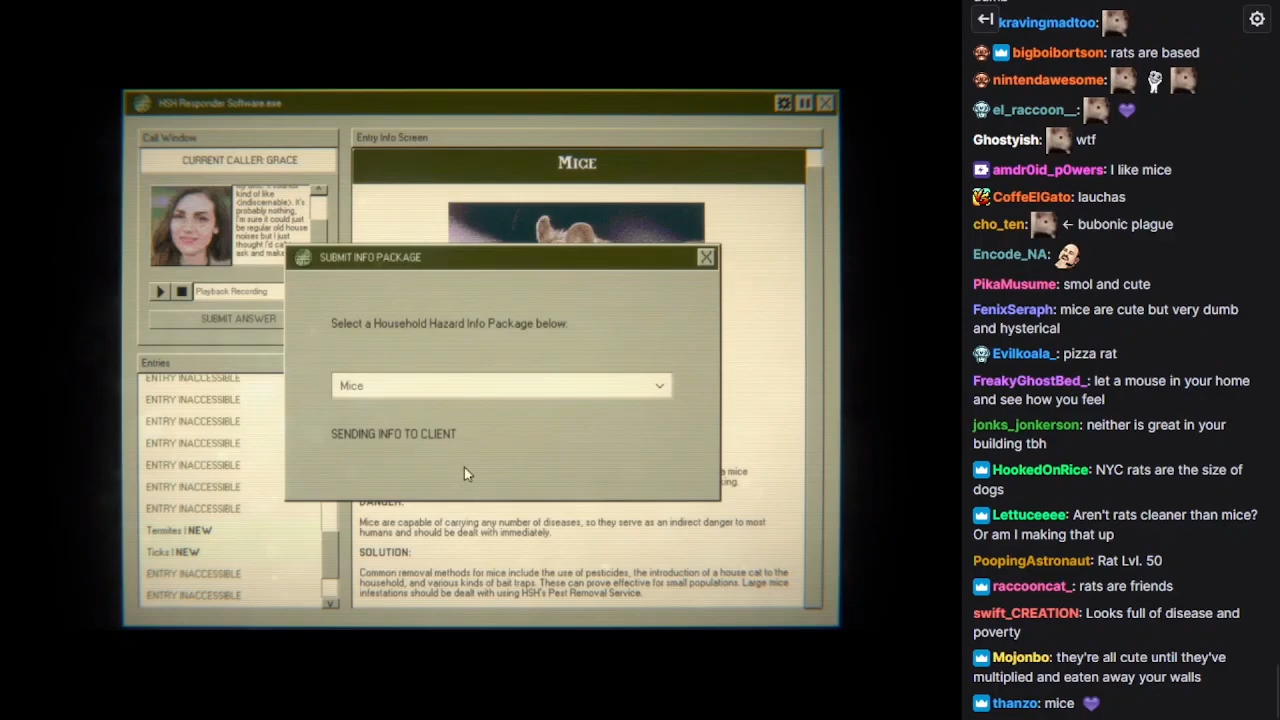 HSH Responder Software.exe
Call Window
CURRENT CALLER: GRACE
kind of like
<indiscernable>. It's
probably nothing,
I'm sure it could just
be regular old house
noises but I just
thought I'd ca
ask and make
Playback Recording
SUBMIT ANSWER
Entries
ENTRY INACCESSIBLE
ENTRY INACCESSIBLE
ENTRY INACCESSIBLE
ENTRY INACCESSIBLE
ENTRY INACCESSIBLE
ENTRY INACCESSIBLE
ENTRY INACCESSIBLE
Termites | NEW
Ticks | NEW
ENTRY INACCESSIBLE
ENTRY INACCESSIBLE
Entry Info Screen
MICE
SUBMIT INFO PACKAGE
Select a Household Hazard Info Package below:
Mice
SENDING INFO TO CLIENT
a mice
king.
DANGER:
Mice are capable of carrying any number of diseases, so they serve as an indirect danger to most
humans and should be dealt with immediately.
SOLUTION:
Common removal methods for mice include the use of pesticides, the introduction of a house cat to the
household, and various kinds of bait traps. These can prove effective for small populations. Large mice
infestations should be dealt with using HSH's Pest Removal Service.
kravingmadtoo:
bigboibortson: rats are based
nintendawesome:
el_raccoon__:
Ghostyish: wtf
amdr0id_p0wers: I like mice
CoffeElGato: lauchas
cho_ten: ← bubonic plague
Encode_NA:
PikaMusume: smol and cute
FenixSeraph: mice are cute but very dumb
and hysterical
Evilkoala_: pizza rat
FreakyGhostBed_: let a mouse in your home
and see how you feel
jonks_jonkerson: neither is great in your
building tbh
HookedOnRice: NYC rats are the size of
dogs
Lettuceeee: Aren't rats cleaner than mice?
Or am I making that up
PoopingAstronaut: Rat Lvl. 50
raccooncat_: rats are friends
swift_CREATION: Looks full of disease and
poverty
Mojonbo: they're all cute until they've
multiplied and eaten away your walls
thanzo: mice